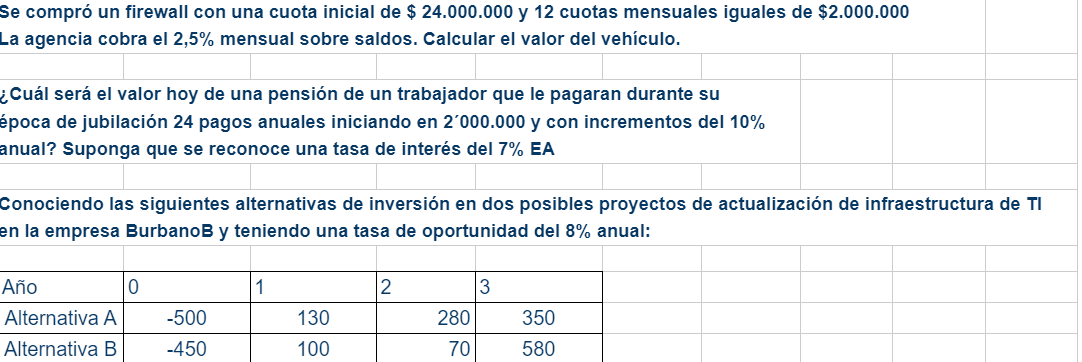 Se compró un firewall con una cuota inicial de $ 24.000.000 y 12 cuotas mensuales iguales de $2.000.000
La agencia cobra el 2,5% mensual sobre saldos. Calcular el valor del vehículo.
¿Cuál será el valor hoy de una pensión de un trabajador que le pagaran durante su
época de jubilación 24 pagos anuales iniciando en 2´000.000 y con incrementos del 10%
anual? Suponga que se reconoce una tasa de interés del 7% EA
Conociendo las siguientes alternativas de inversión en dos posibles proyectos de actualización de infraestructura de TI
en la empresa BurbanoB y teniendo una tasa de oportunidad del 8% anual:
Año 0 1 2 3
Alternativa A -500 130 280 350
Alternativa B -450 100 70 580